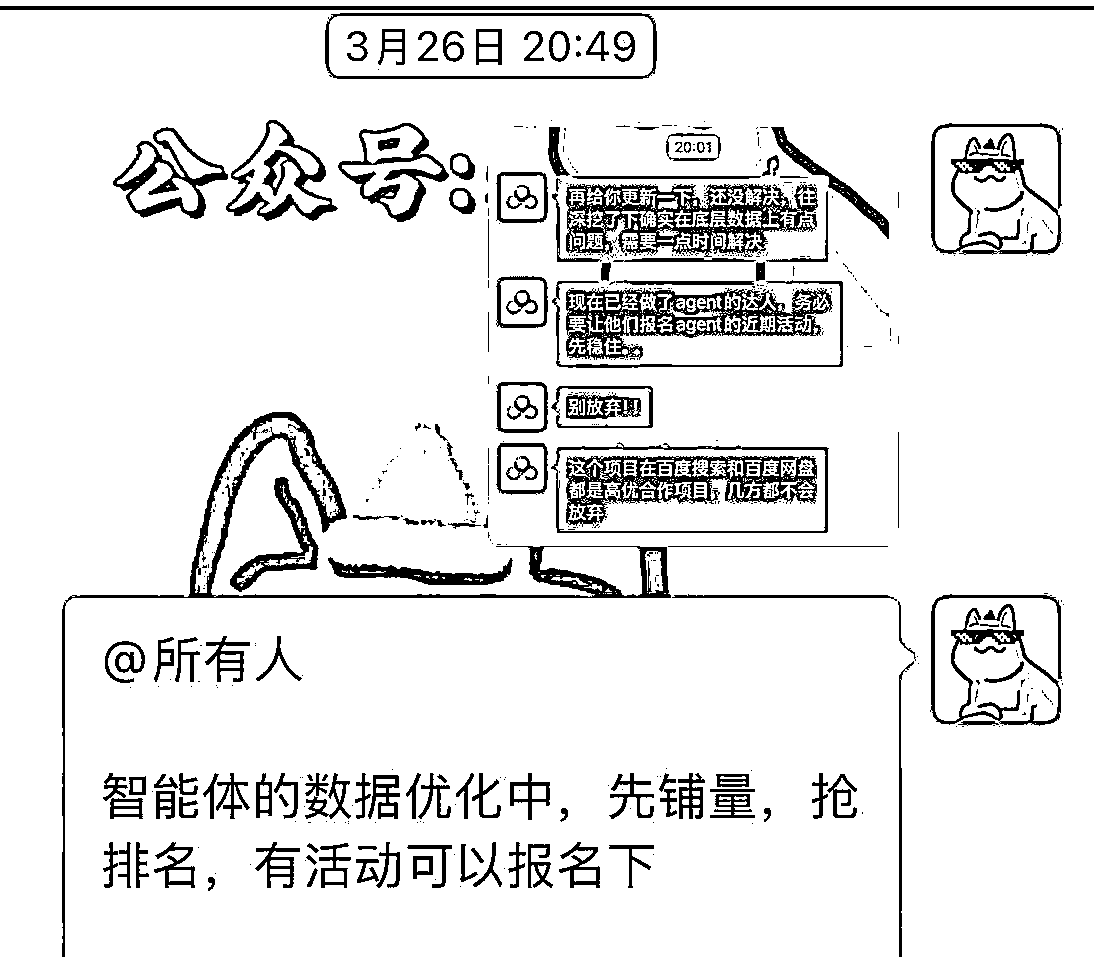 3月26日 20:49
公众号:
20:01
再给你更新一下，还没解决，往
深挖了下确实在底层数据上有点
问题，需要一点时间解决
现在已经做了agent的达人，务必
要让他们报名agent的近期活动，
先稳住。。
别放弃!!
这个项目在百度搜索和百度网盘
都是高优合作项目，几方都不会
放弃
@所有人
智能体的数据优化中，先铺量，抢
排名，有活动可以报名下